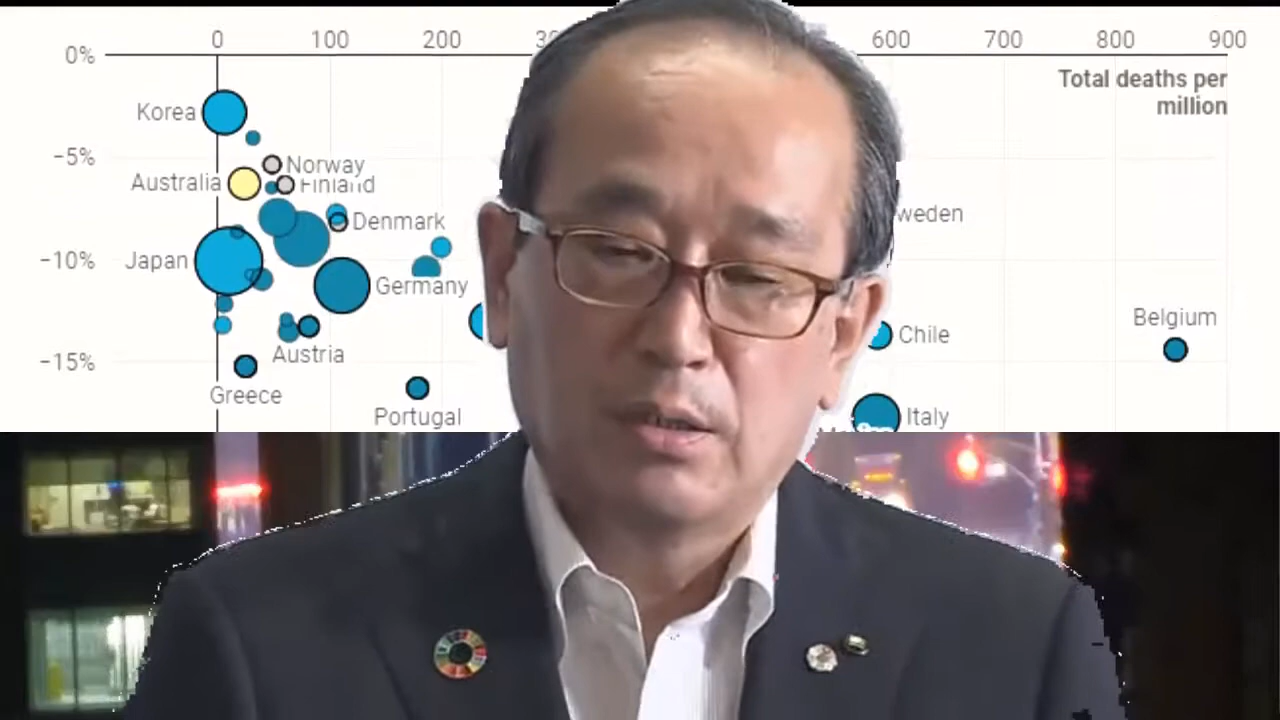 0 100 200 600 700 800 900
0%
Total deaths per
million
Korea
-5%
Norway
Australia
Finland
weden
Denmark
-10%
Japan
Germany
Belgium
Chile
Austria
-15%
Greece
Portugal
Italy